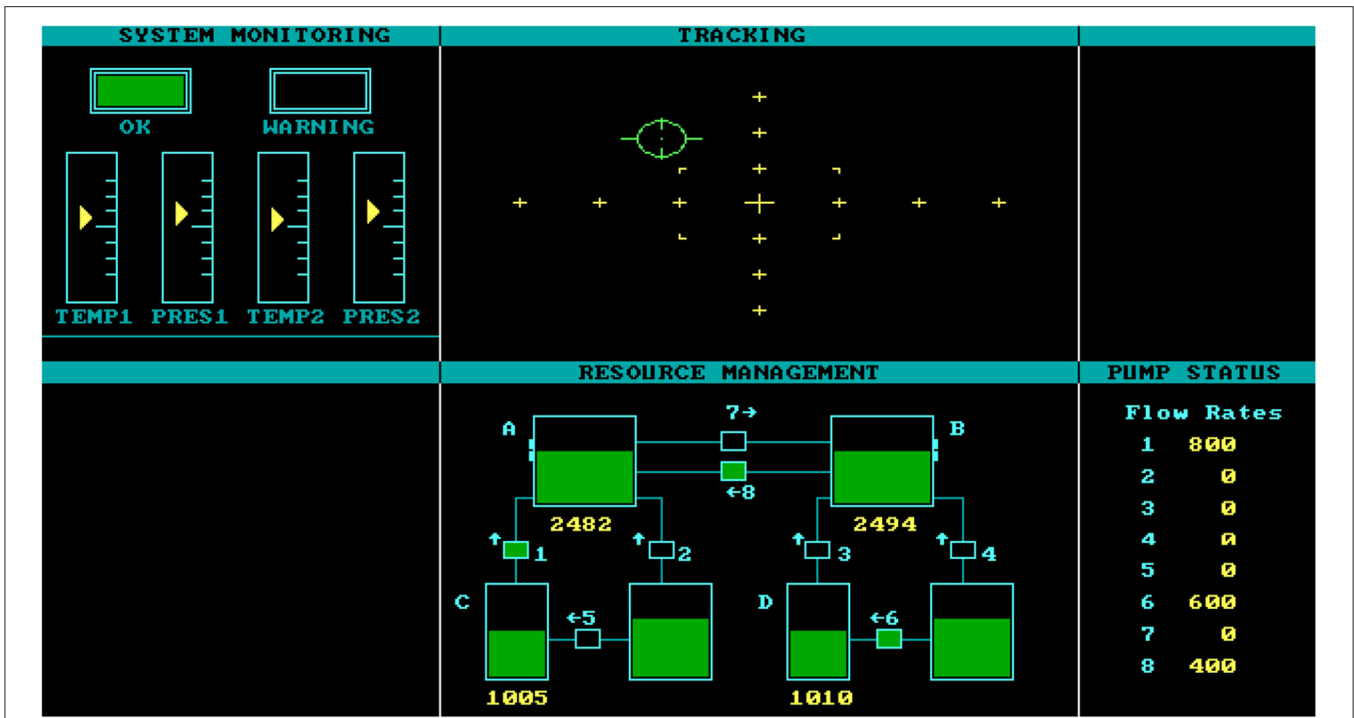 SYSTEM MONITORING
TRACKING
OK
WARNING
TEMP1 PRES1 TEMP2 PRES2
RESOURCE MANAGEMENT
PUMP STATUS
7→
A
B
←8
2482
2494
↑ 1
↑ 2
↑ 3
↑ 4
C
←5
D
←6
1005
1010
Flow Rates
1 800
2 0
3 0
4 0
5 0
6 600
7 0
8 400